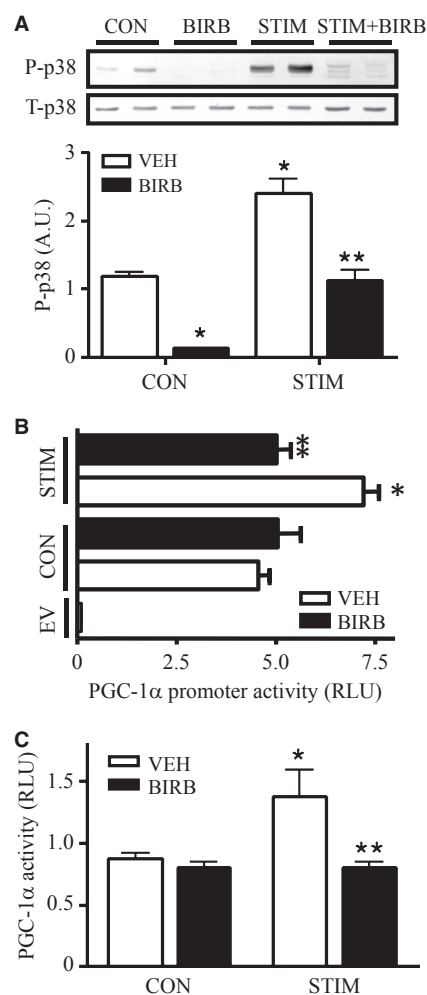 A
CON BIRB STIM STIM+BIRB
P-p38
T-p38
3
2
1
0
P-p38 (A.U.)
VEH
BIRB
*
*
**
CON STIM
B
STIM
CON
EV
**
*
VEH
BIRB
0 2.5 5.0 7.5
PGC-1α promoter activity (RLU)
C
1.5
1.0
0.5
0
PGC-1α activity (RLU)
VEH
BIRB
*
**
CON STIM